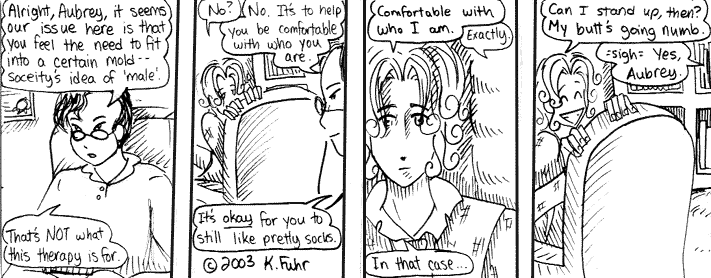 Alright, Aubrey, it seems
our issue here is that
you feel the need to fit
into a certain mold--
soceity's idea of 'male'.
That's NOT what
this therapy is for.
No?
No. It's to help
you be comfortable
with who you
are.
It's okay for you to
still like pretty socks.
© 2003 K. Fuhr
Comfortable with
who I am.
Exactly.
In that case...
Can I stand up, then?
My butt's going numb.
=sigh= Yes,
Aubrey.